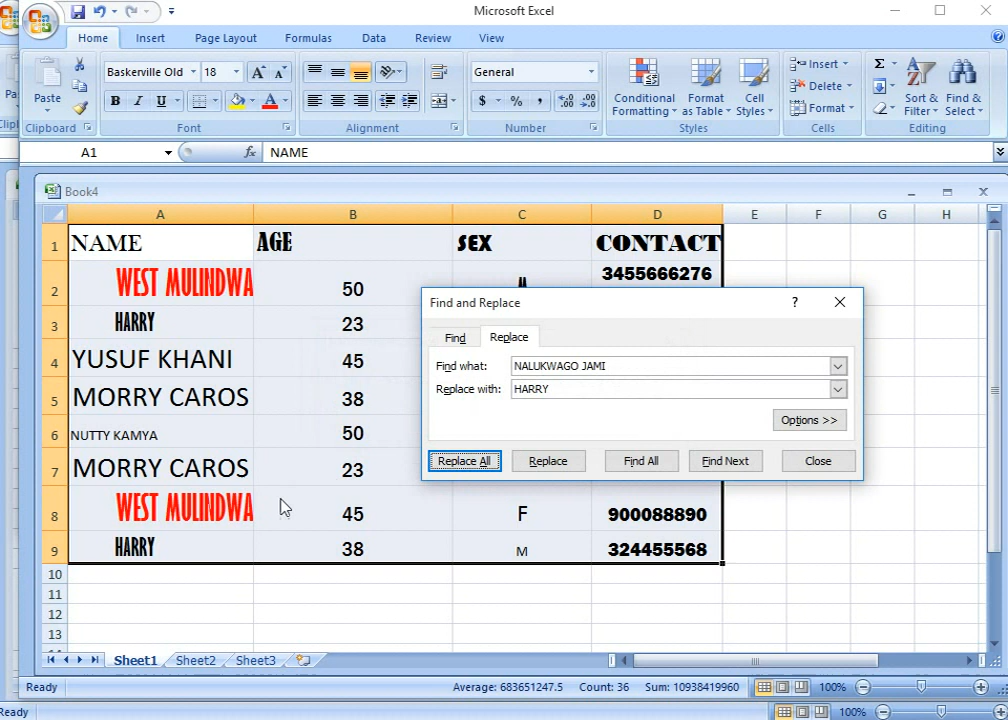 Microsoft Excel
Home Insert Page Layout Formulas Data Review View
Paste
Clipboard
Baskerville Old 18
B I U
Font
Alignment
General
$ % ,
Number
Conditional Formatting
Format as Table
Cell Styles
Styles
Insert
Delete
Format
Cells
Σ
Sort & Filter
Find & Select
Editing
A1 fx NAME
Book4
A B C D E F G H
1 NAME AGE SEX CONTACT
2 WEST MULINDWA 50 3455666276
3 HARRY 23
4 YUSUF KHANI 45
5 MORRY CAROS 38
6 NUTTY KAMYA 50
7 MORRY CAROS 23
8 WEST MULINDWA 45 F 900088890
9 HARRY 38 M 324455568
10
11
12
13
Find and Replace ?
Find Replace
Find what: NALUKWAGO JAMI
Replace with: HARRY
Options >>
Replace All Replace Find All Find Next Close
Sheet1 Sheet2 Sheet3
Ready Average: 683651247.5 Count: 36 Sum: 10938419960 100%
Ready 100%